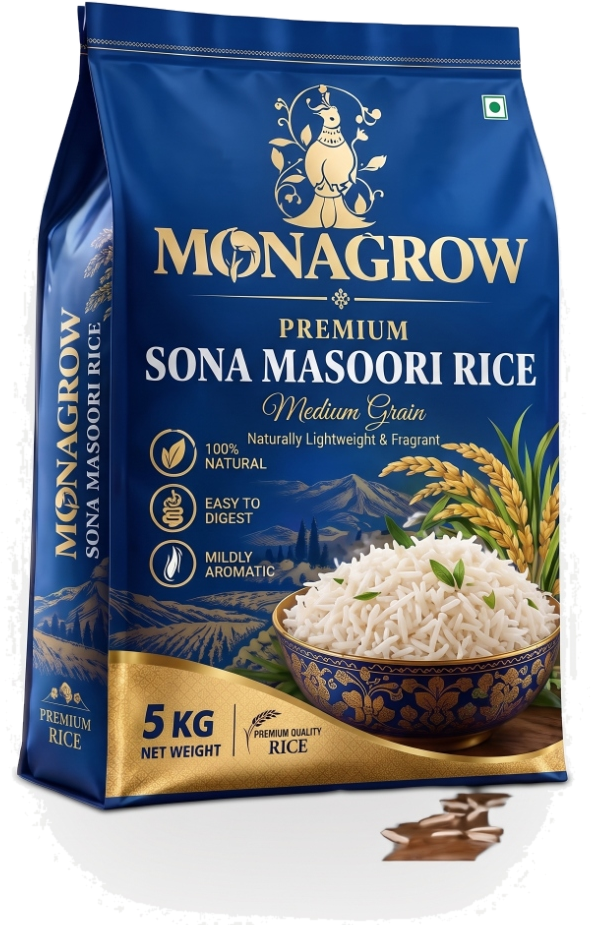 MONAGROW
PREMIUM
SONA MASOORI RICE
Medium Grain
Naturally Lightweight & Fragrant
100%
NATURAL
EASY TO
DIGEST
MILDLY
AROMATIC
5 KG
NET WEIGHT
PREMIUM QUALITY
RICE
MONAGROW
SONA MASOORI RICE
PREMIUM
RICE